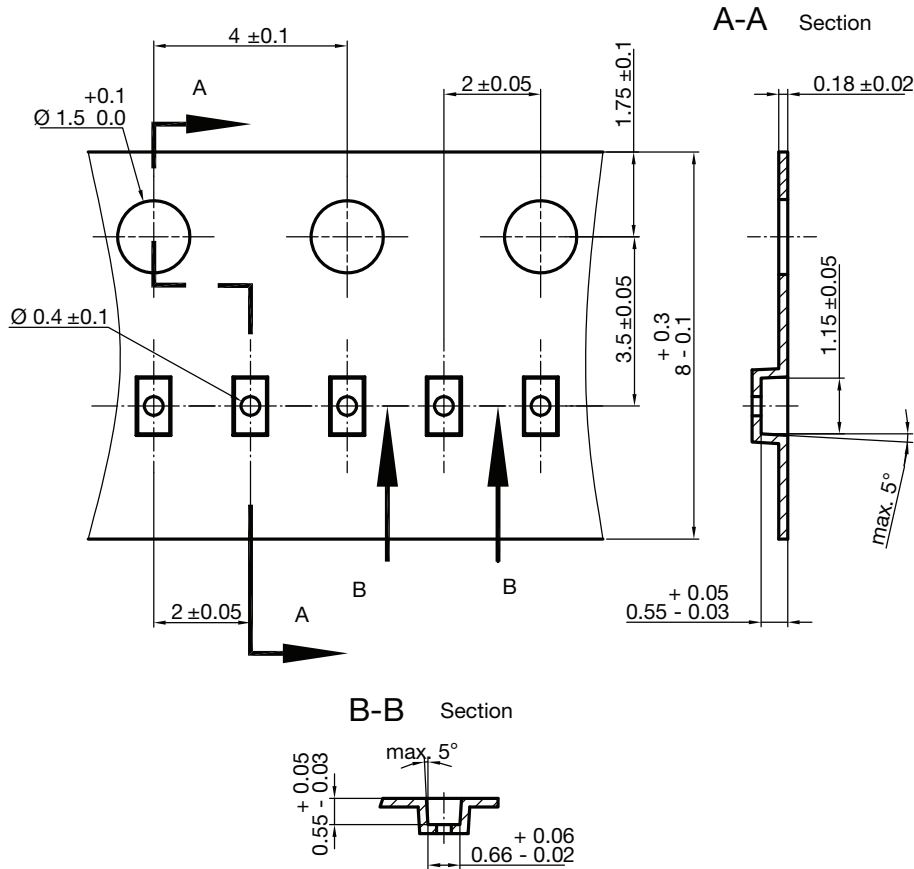 A-A Section
4 ±0.1
A
+0.1
Ø 1.5 0.0
2 ±0.05
1.75 ±0.1
0.18 ±0.02
3.5 ±0.05
+ 0.3
8 - 0.1
1.15 ±0.05
Ø 0.4 ±0.1
max. 5°
B
B
+ 0.05
0.55 - 0.03
2 ±0.05
A
B-B Section
max. 5°
+ 0.05
0.55 - 0.03
+ 0.06
0.66 - 0.02